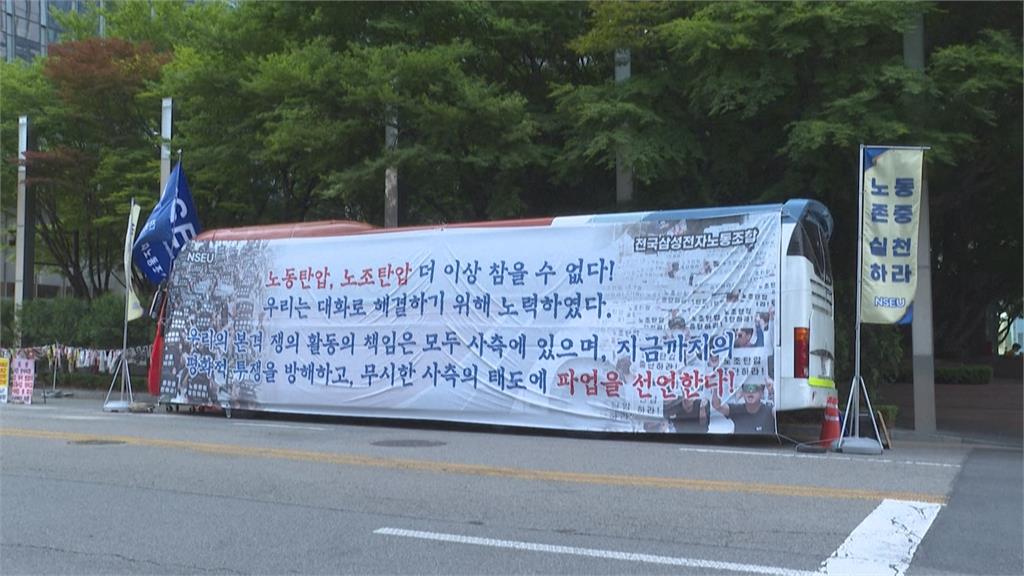 NSEU
전국삼성전자노동조합
노동탄압, 노조탄압 더 이상 참을 수 없다!
우리는 대화로 해결하기 위해 노력하였다.
우리의 본격 쟁의 활동의 책임은 모두 사측에 있으며, 지금까지의
평화적 투쟁을 방해하고, 무시한 사측의 태도에 파업을 선언한다!
노동
존중
실천
하라
NSEU